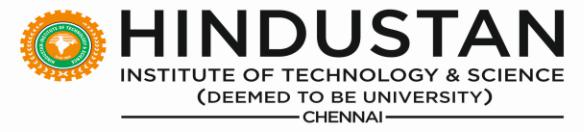 HINDUSTAN
INSTITUTE OF TECHNOLOGY & SCIENCE
(DEEMED TO BE UNIVERSITY)
CHENNAI